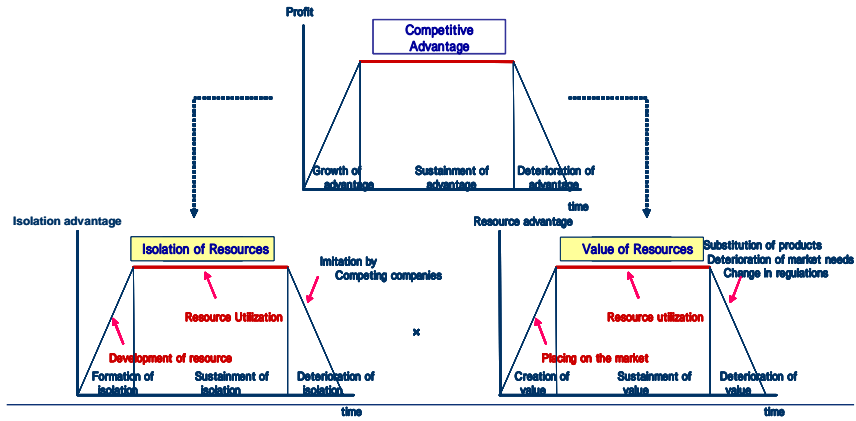 Profit
Competitive
Advantage
Growth of
advantage
Sustainment of
advantage
Deterioration of
advantage
time
Isolation advantage
Isolation of Resources
Imitation by
Competing companies
Resource Utilization
Development of resource
Formation of
isolation
Sustainment of
isolation
Deterioration of
isolation
time
×
Resource advantage
Value of Resources
Substitution of products
Deterioration of market needs
Change in regulations
Resource utilization
Placing on the market
Creation of
value
Sustainment of
value
Deterioration of
value
time